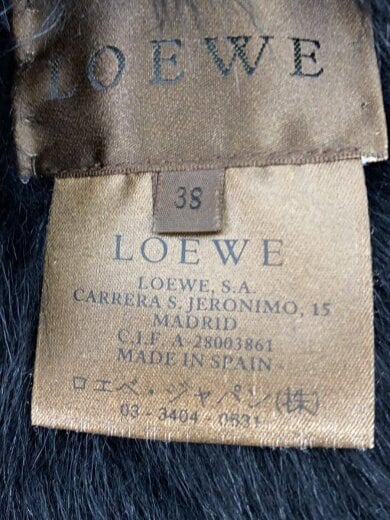 LOEWE
38
LOEWE
LOEWE, S.A.
CARRERA S. JERONIMO, 15
MADRID
C.I.F. A-28003861
MADE IN SPAIN
ロエベ・ジャパン(株)
03-3404-0631